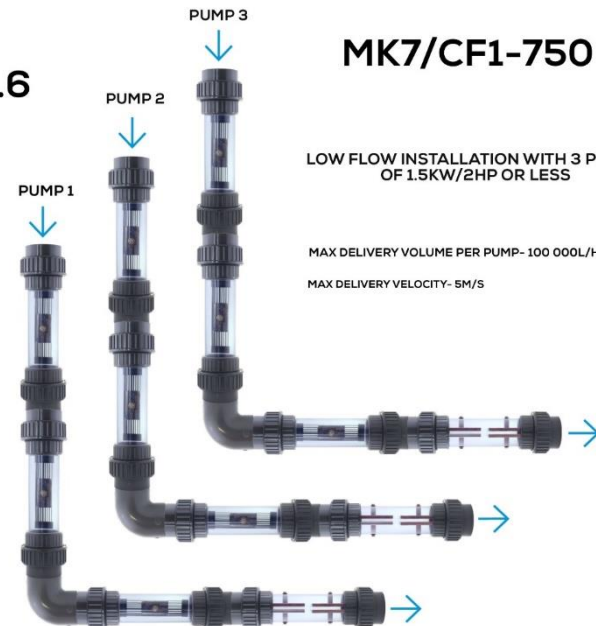 PUMP 3
MK7/CF1-750
.6
PUMP 2
LOW FLOW INSTALLATION WITH 3 P
OF 1.5KW/2HP OR LESS
PUMP 1
MAX DELIVERY VOLUME PER PUMP- 100 000L/H
MAX DELIVERY VELOCITY- 5M/S